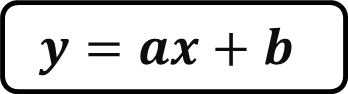 y = ax + b